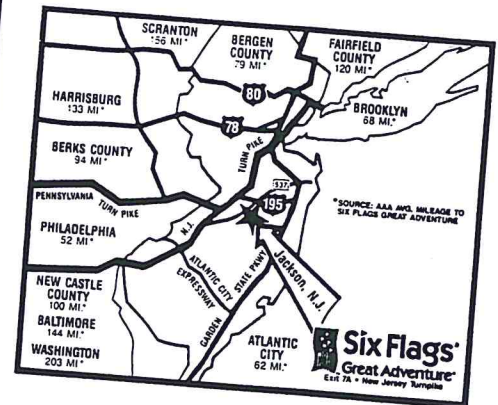 SCRANTON
156 MI*
BERGEN
COUNTY
79 MI*
FAIRFIELD
COUNTY
120 MI*
80
HARRISBURG
133 MI*
BROOKLYN
68 MI.*
78
BERKS COUNTY
94 MI*
TURN PIKE
537
195
*SOURCE: AAA AVG. MILEAGE TO
SIX FLAGS GREAT ADVENTURE
PENNSYLVANIA
TURN PIKE
N.J.
PHILADELPHIA
52 MI*
ATLANTIC CITY
EXPRESSWAY
GARDEN STATE PKWY
Jackson, N.J.
NEW CASTLE
COUNTY
100 MI.*
BALTIMORE
144 MI.*
WASHINGTON
203 MI*
ATLANTIC
CITY
62 MI.*
Six Flags*
Great Adventure*
Exit 7A • New Jersey Turnpike